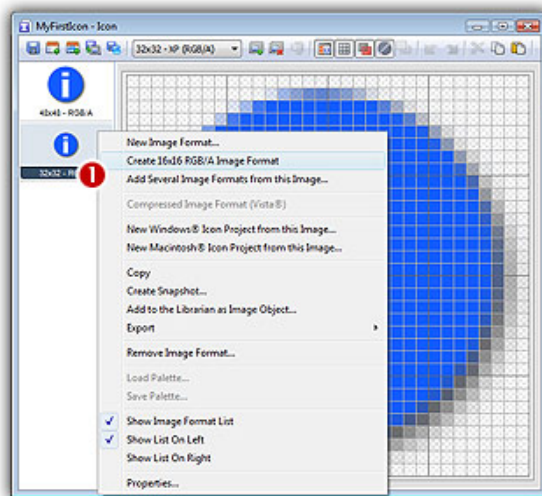 MyFirstIcon - Icon
32x32 - XP (RGB/A)
48x48 - RGB/A
32x32 -
1
New Image Format...
Create 16x16 RGB/A Image Format
Add Several Image Formats from this Image...
Compressed Image Format (Vista®)
New Windows® Icon Project from this Image...
New Macintosh® Icon Project from this Image...
Copy
Create Snapshot...
Add to the Librarian as Image Object...
Export
Remove Image Format...
Load Palette...
Save Palette...
Show Image Format List
Show List On Left
Show List On Right
Properties...